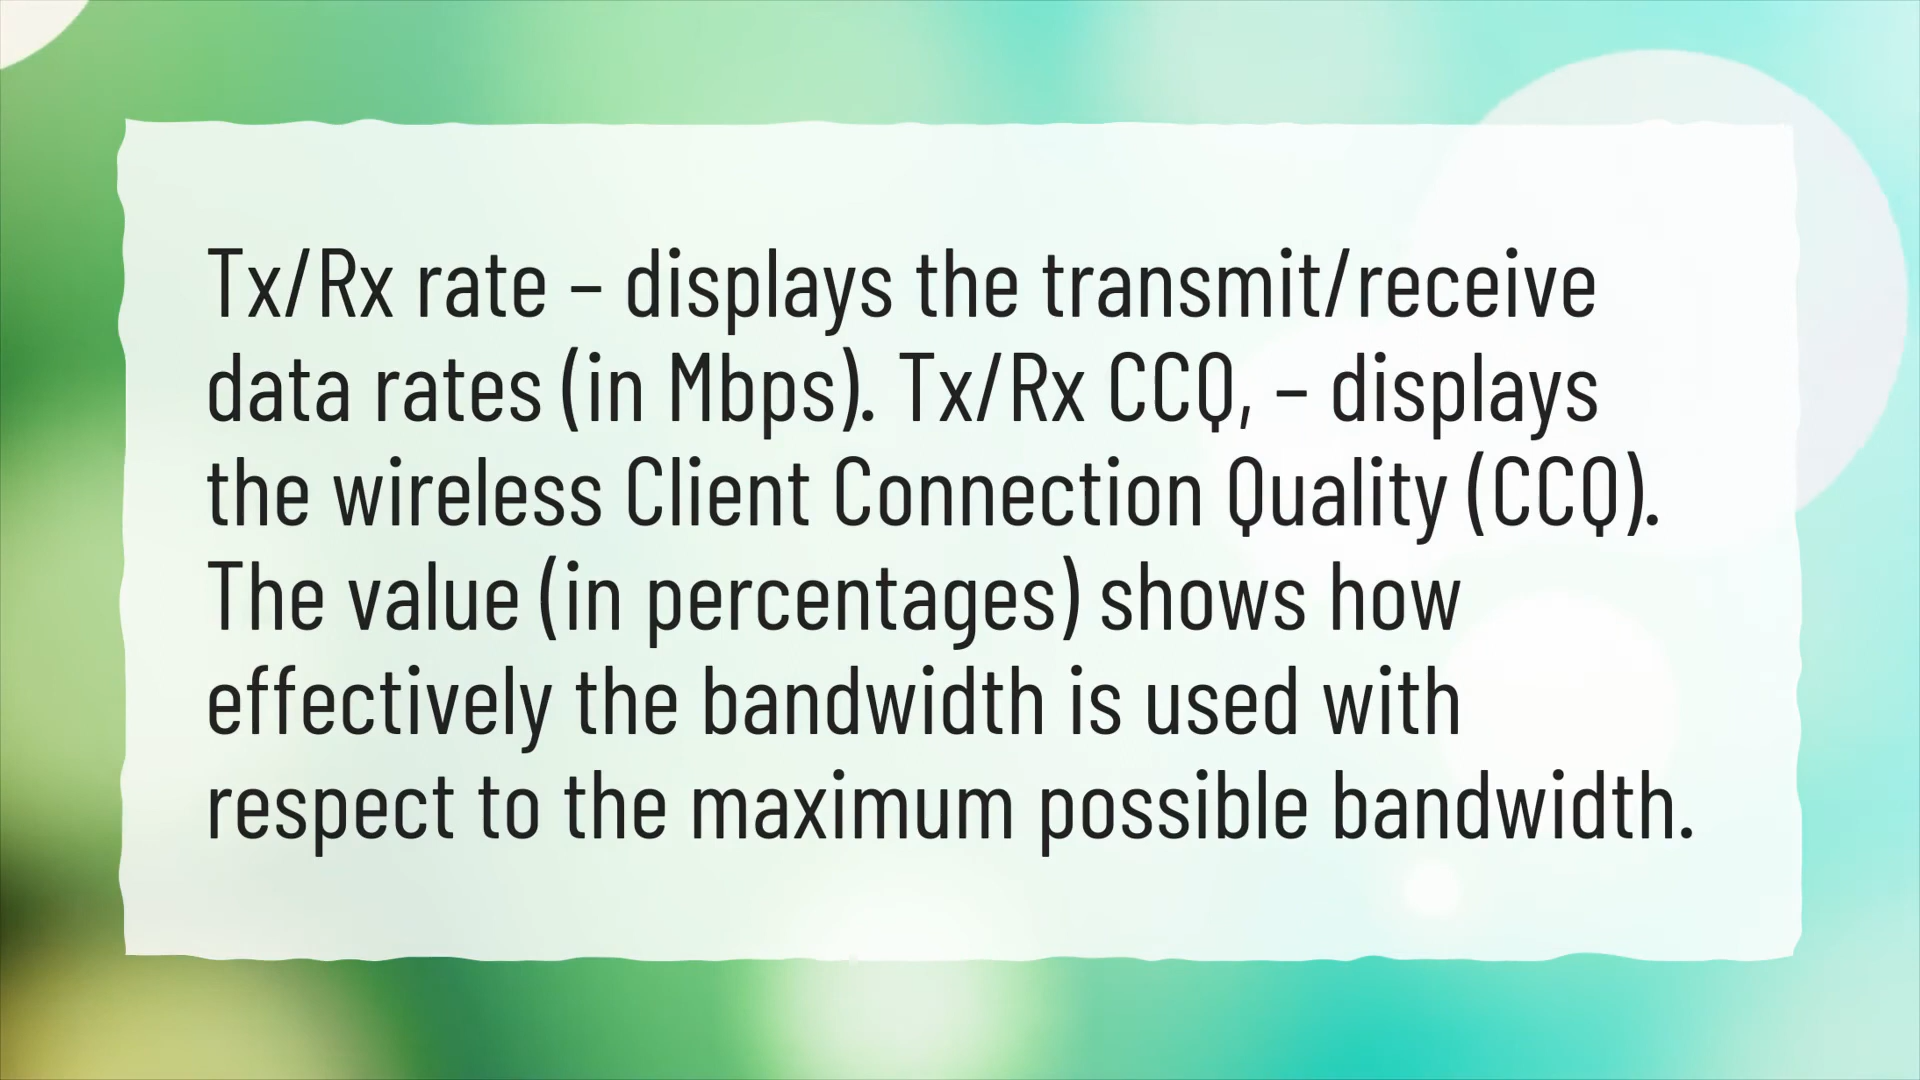 Tx/Rx rate – displays the transmit/receive
data rates (in Mbps). Tx/Rx CCQ, – displays
the wireless Client Connection Quality (CCQ).
The value (in percentages) shows how
effectively the bandwidth is used with
respect to the maximum possible bandwidth.